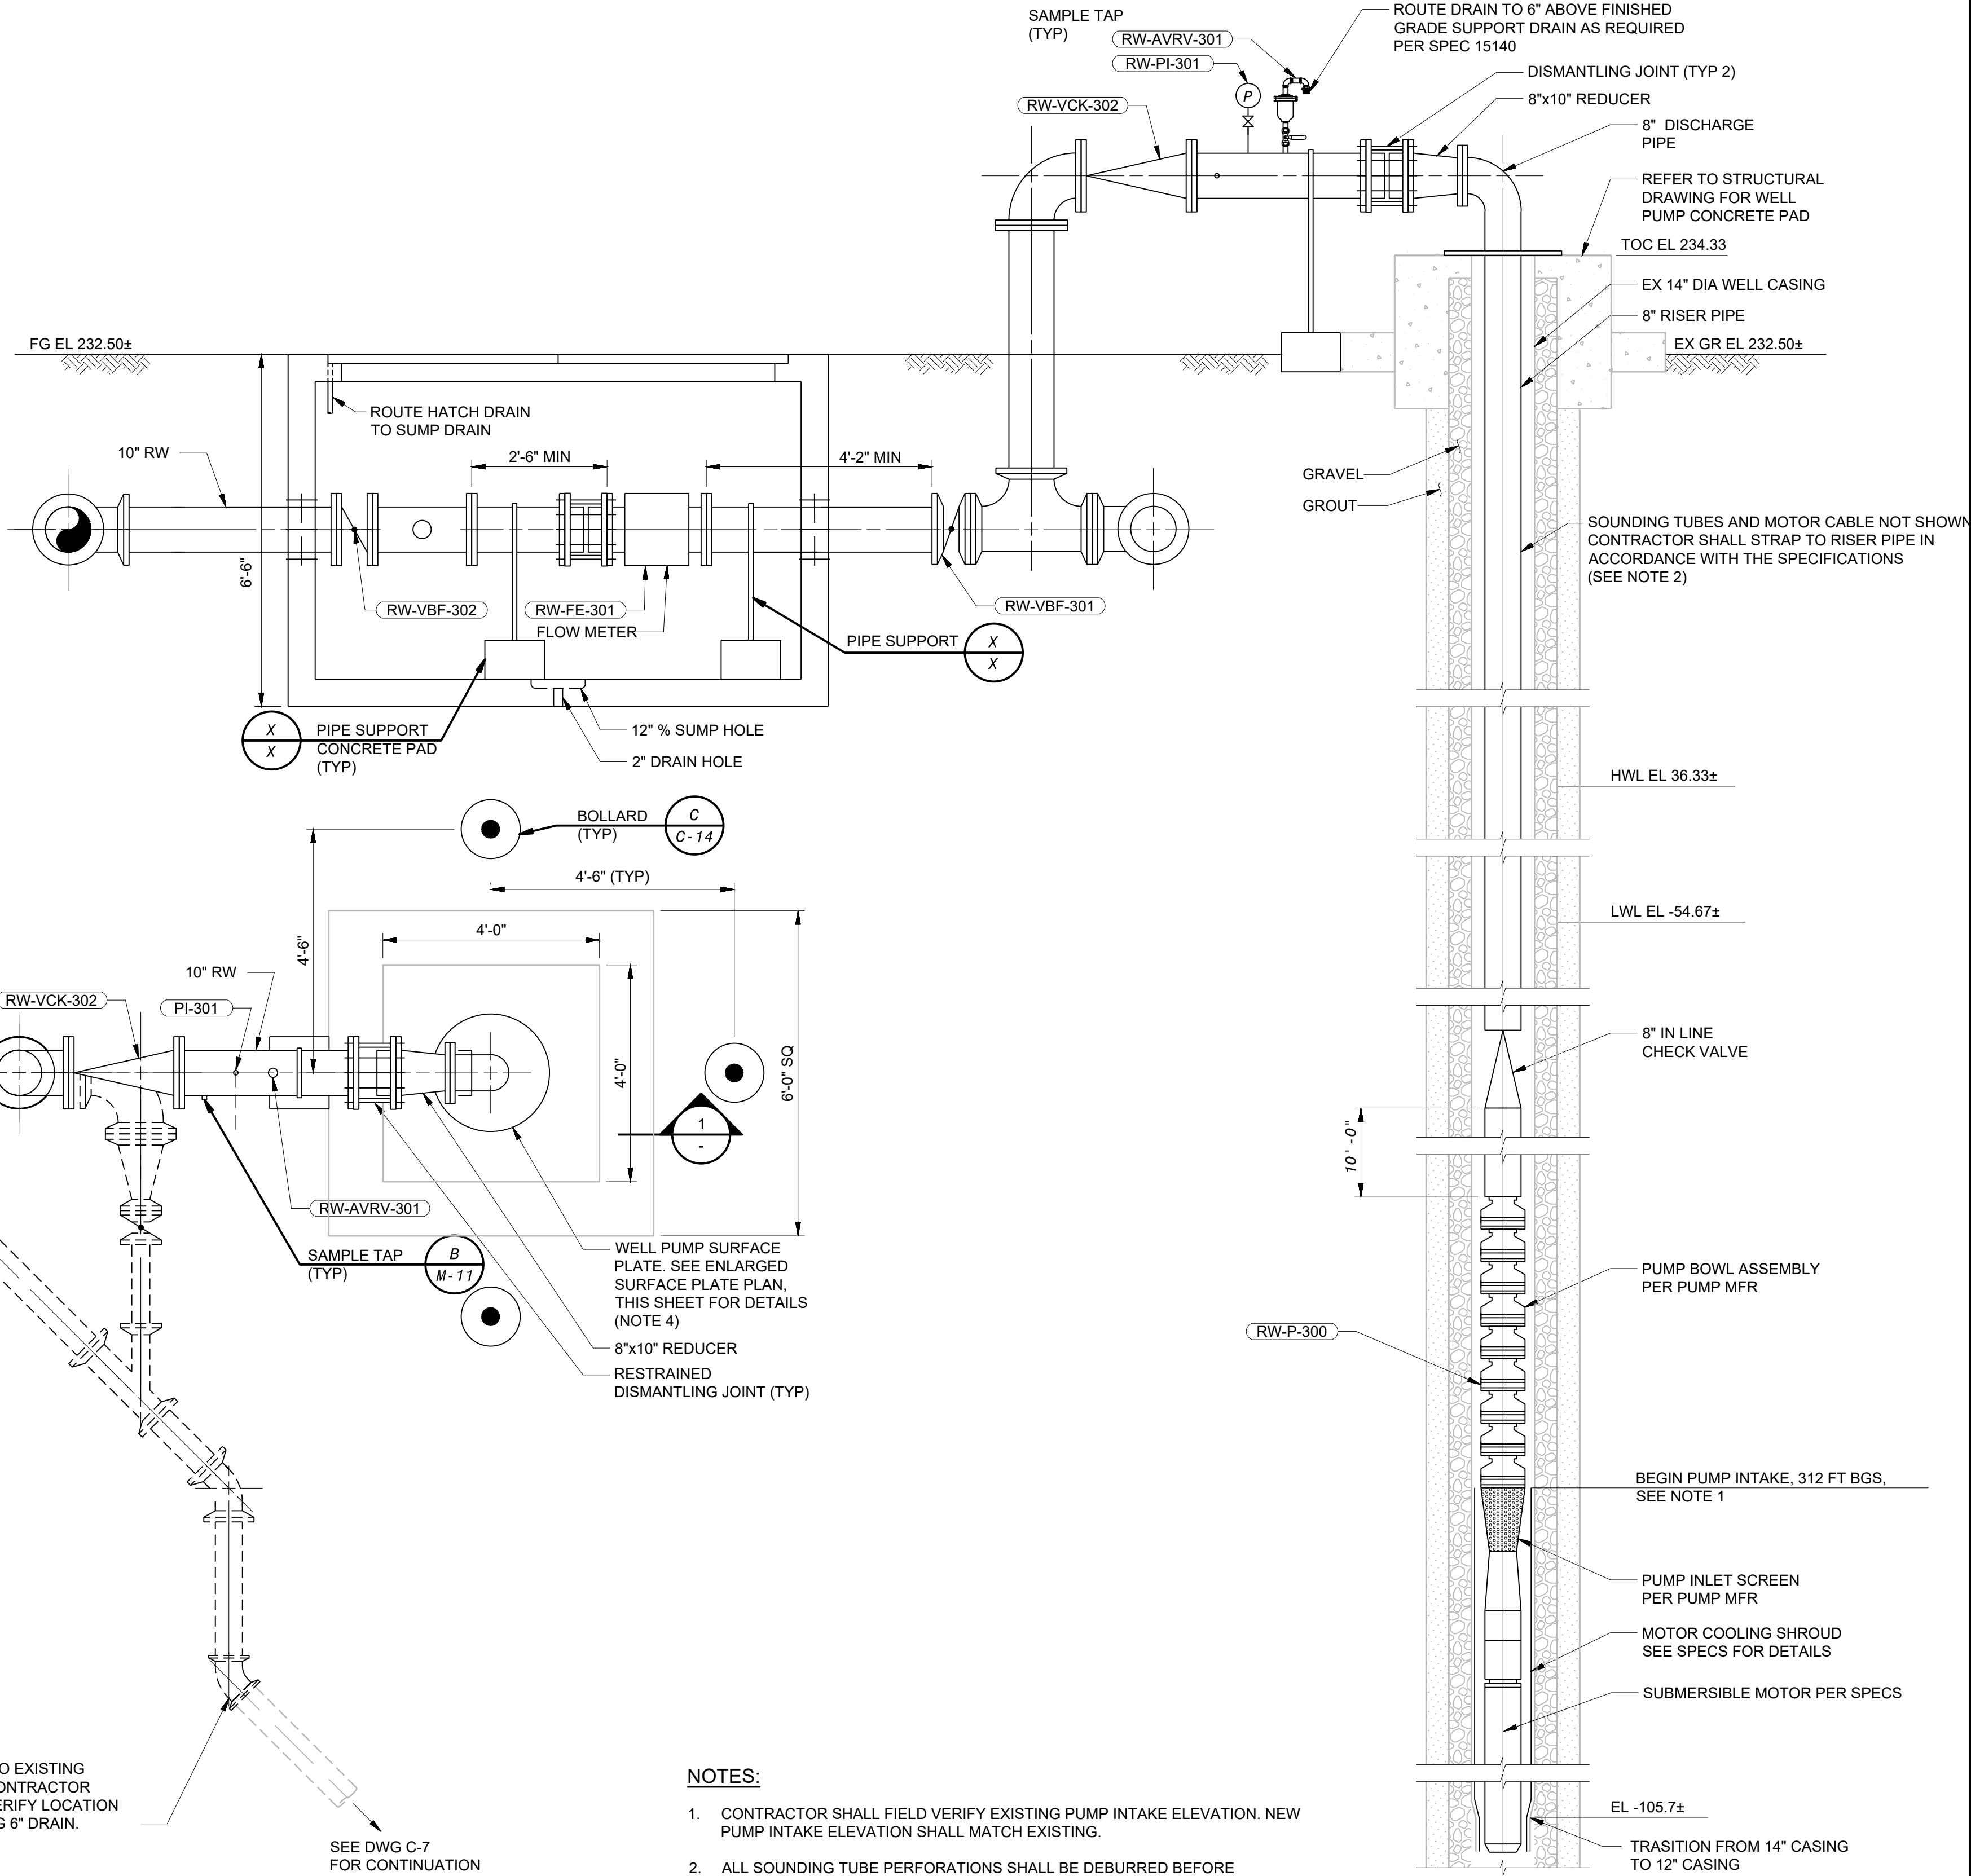 SAMPLE TAP
(TYP)
RW-AVRV-301
RW-PI-301
RW-VCK-302
P
ROUTE DRAIN TO 6" ABOVE FINISHED
GRADE SUPPORT DRAIN AS REQUIRED
PER SPEC 15140
DISMANTLING JOINT (TYP 2)
8"x10" REDUCER
8" DISCHARGE
PIPE
REFER TO STRUCTURAL
DRAWING FOR WELL
PUMP CONCRETE PAD
TOC EL 234.33
EX 14" DIA WELL CASING
8" RISER PIPE
EX GR EL 232.50±
FG EL 232.50±
ROUTE HATCH DRAIN
TO SUMP DRAIN
10" RW
2'-6" MIN
4'-2" MIN
6'-6"
GRAVEL
GROUT
SOUNDING TUBES AND MOTOR CABLE NOT SHOWN
CONTRACTOR SHALL STRAP TO RISER PIPE IN
ACCORDANCE WITH THE SPECIFICATIONS
(SEE NOTE 2)
RW-VBF-302
RW-FE-301
FLOW METER
RW-VBF-301
PIPE SUPPORT
X
X
X
X
PIPE SUPPORT
CONCRETE PAD
(TYP)
12" % SUMP HOLE
2" DRAIN HOLE
HWL EL 36.33±
BOLLARD
(TYP)
C
C-14
4'-6" (TYP)
LWL EL -54.67±
4'-0"
4'-6"
10" RW
RW-VCK-302
PI-301
4'-0"
6'-0" SQ
1
-
8" IN LINE
CHECK VALVE
10'-0"
RW-AVRV-301
SAMPLE TAP
(TYP)
B
M-11
WELL PUMP SURFACE
PLATE. SEE ENLARGED
SURFACE PLATE PLAN,
THIS SHEET FOR DETAILS
(NOTE 4)
8"x10" REDUCER
RESTRAINED
DISMANTLING JOINT (TYP)
PUMP BOWL ASSEMBLY
PER PUMP MFR
RW-P-300
BEGIN PUMP INTAKE, 312 FT BGS,
SEE NOTE 1
PUMP INLET SCREEN
PER PUMP MFR
MOTOR COOLING SHROUD
SEE SPECS FOR DETAILS
SUBMERSIBLE MOTOR PER SPECS
EL -105.7±
TRASITION FROM 14" CASING
TO 12" CASING
O EXISTING
ONTRACTOR
ERIFY LOCATION
G 6" DRAIN.
SEE DWG C-7
FOR CONTINUATION
NOTES:
1. CONTRACTOR SHALL FIELD VERIFY EXISTING PUMP INTAKE ELEVATION. NEW
PUMP INTAKE ELEVATION SHALL MATCH EXISTING.
2. ALL SOUNDING TUBE PERFORATIONS SHALL BE DEBURRED BEFORE